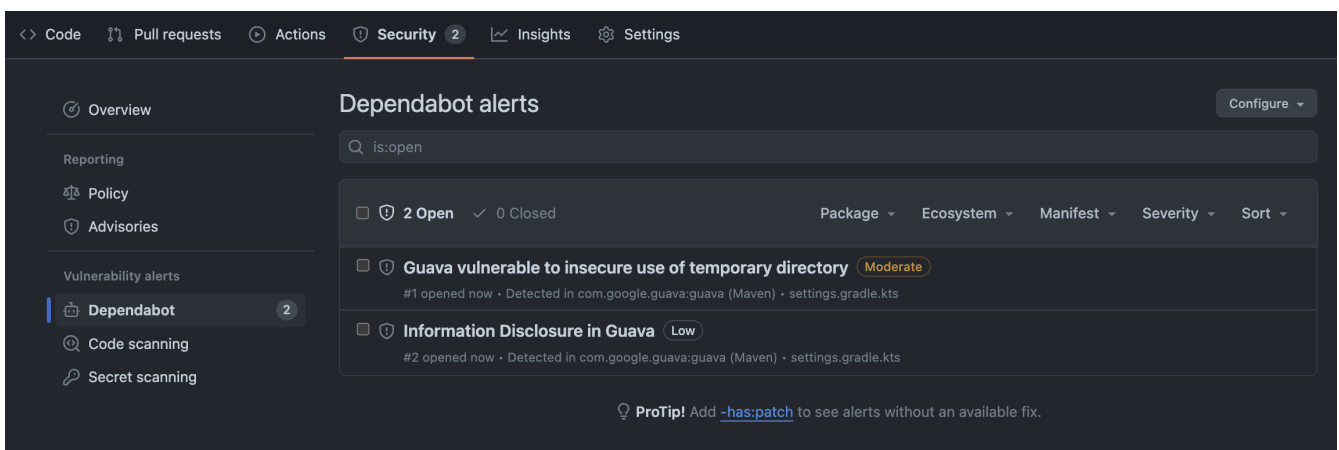 Code Pull requests Actions Security 2 Insights Settings
Overview
Reporting
Policy
Advisories
Vulnerability alerts
Dependabot 2
Code scanning
Secret scanning
Dependabot alerts
Configure
is:open
2 Open 0 Closed Package Ecosystem Manifest Severity Sort
Guava vulnerable to insecure use of temporary directory Moderate
#1 opened now • Detected in com.google.guava:guava (Maven) • settings.gradle.kts
Information Disclosure in Guava Low
#2 opened now • Detected in com.google.guava:guava (Maven) • settings.gradle.kts
ProTip! Add -has:patch to see alerts without an available fix.